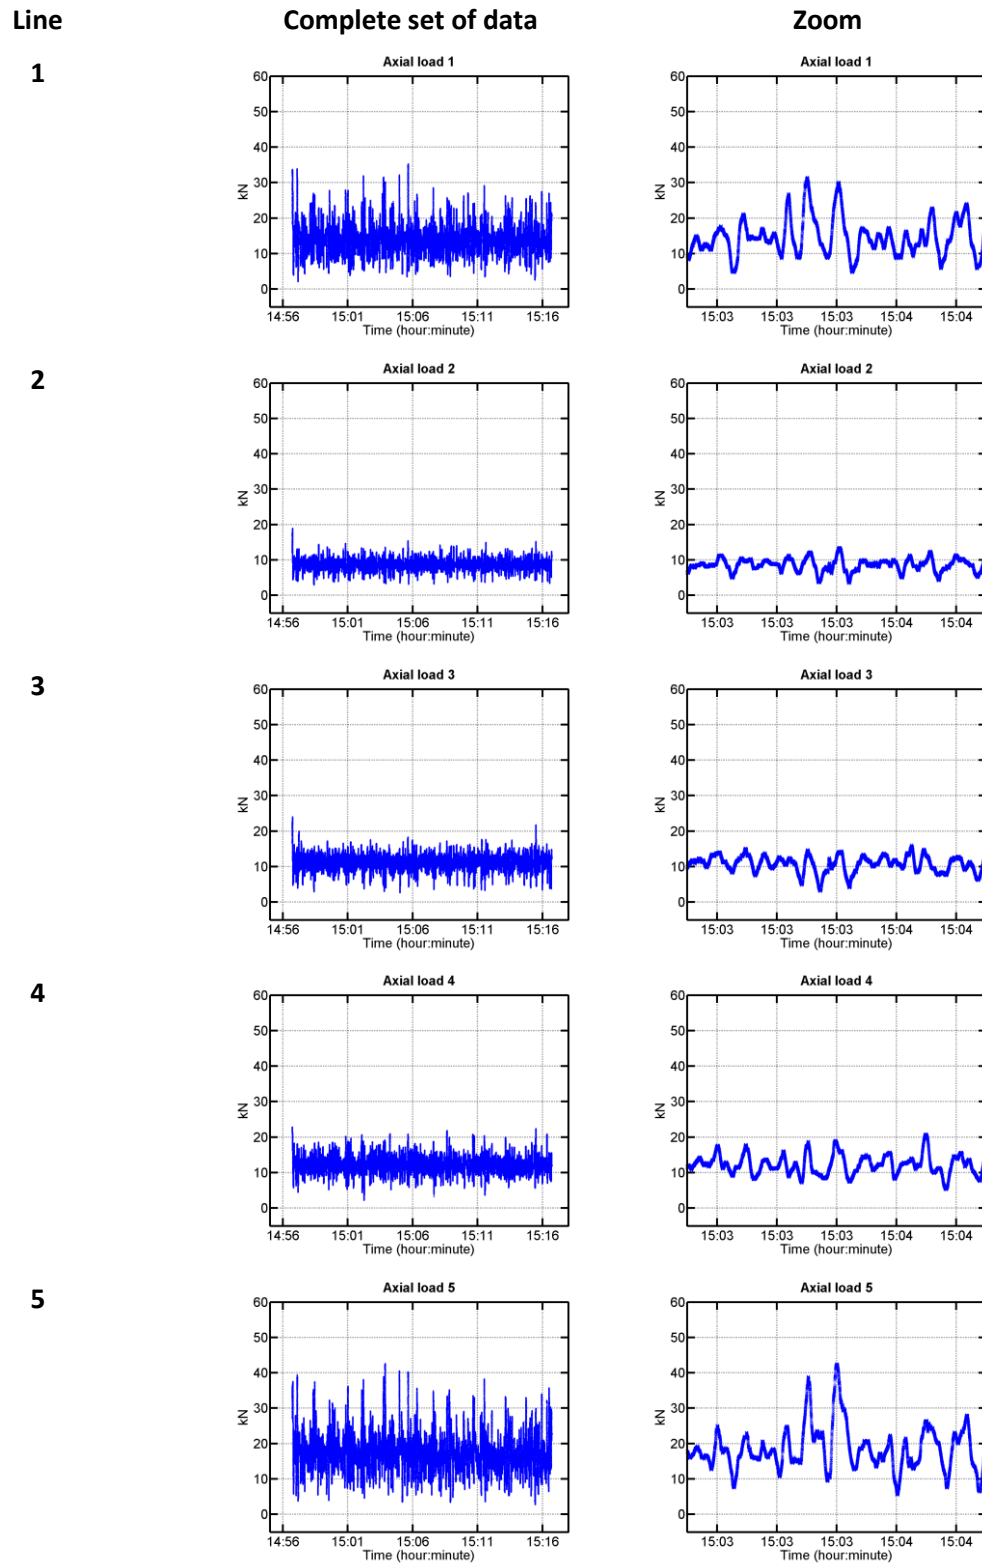 Line Complete set of data Zoom
1
Axial load 1
60
50
40
30
20
10
0
kN
14:56 15:01 15:06 15:11 15:16
Time (hour:minute)
Axial load 1
60
50
40
30
20
10
0
kN
15:03 15:03 15:03 15:04 15:04
Time (hour:minute)
2
Axial load 2
60
50
40
30
20
10
0
kN
14:56 15:01 15:06 15:11 15:16
Time (hour:minute)
Axial load 2
60
50
40
30
20
10
0
kN
15:03 15:03 15:03 15:04 15:04
Time (hour:minute)
3
Axial load 3
60
50
40
30
20
10
0
kN
14:56 15:01 15:06 15:11 15:16
Time (hour:minute)
Axial load 3
60
50
40
30
20
10
0
kN
15:03 15:03 15:03 15:04 15:04
Time (hour:minute)
4
Axial load 4
60
50
40
30
20
10
0
kN
14:56 15:01 15:06 15:11 15:16
Time (hour:minute)
Axial load 4
60
50
40
30
20
10
0
kN
15:03 15:03 15:03 15:04 15:04
Time (hour:minute)
5
Axial load 5
60
50
40
30
20
10
0
kN
14:56 15:01 15:06 15:11 15:16
Time (hour:minute)
Axial load 5
60
50
40
30
20
10
0
kN
15:03 15:03 15:03 15:04 15:04
Time (hour:minute)